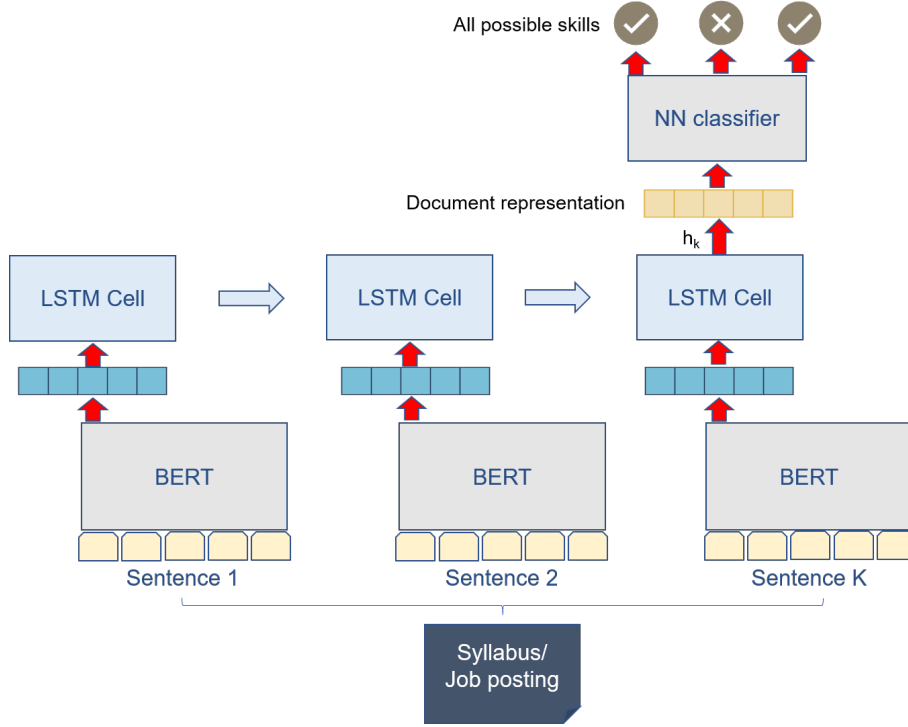 All possible skills
NN classifier
Document representation
hk
LSTM Cell
LSTM Cell
LSTM Cell
BERT
BERT
BERT
Sentence 1
Sentence 2
Sentence K
Syllabus/
Job posting